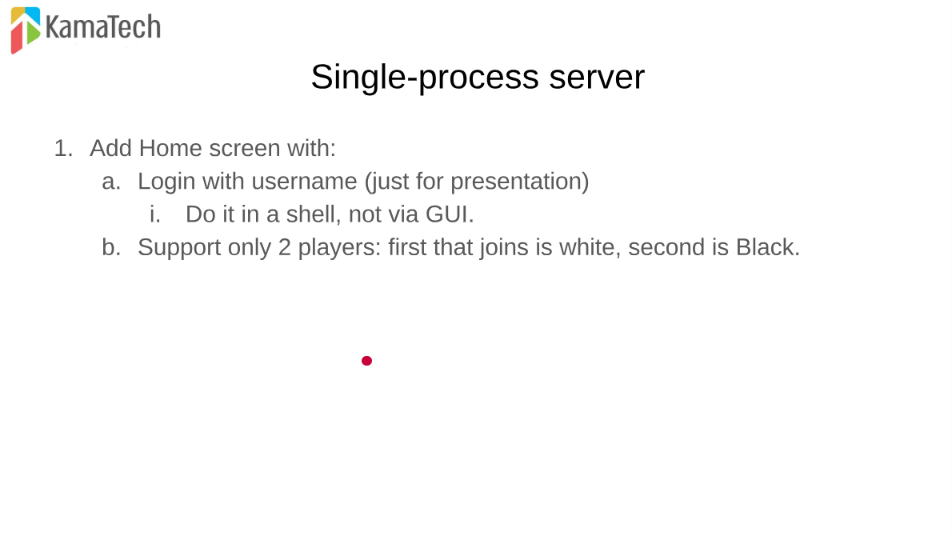 KamaTech
Single-process server
1. Add Home screen with:
a. Login with username (just for presentation)
i. Do it in a shell, not via GUI.
b. Support only 2 players: first that joins is white, second is Black.